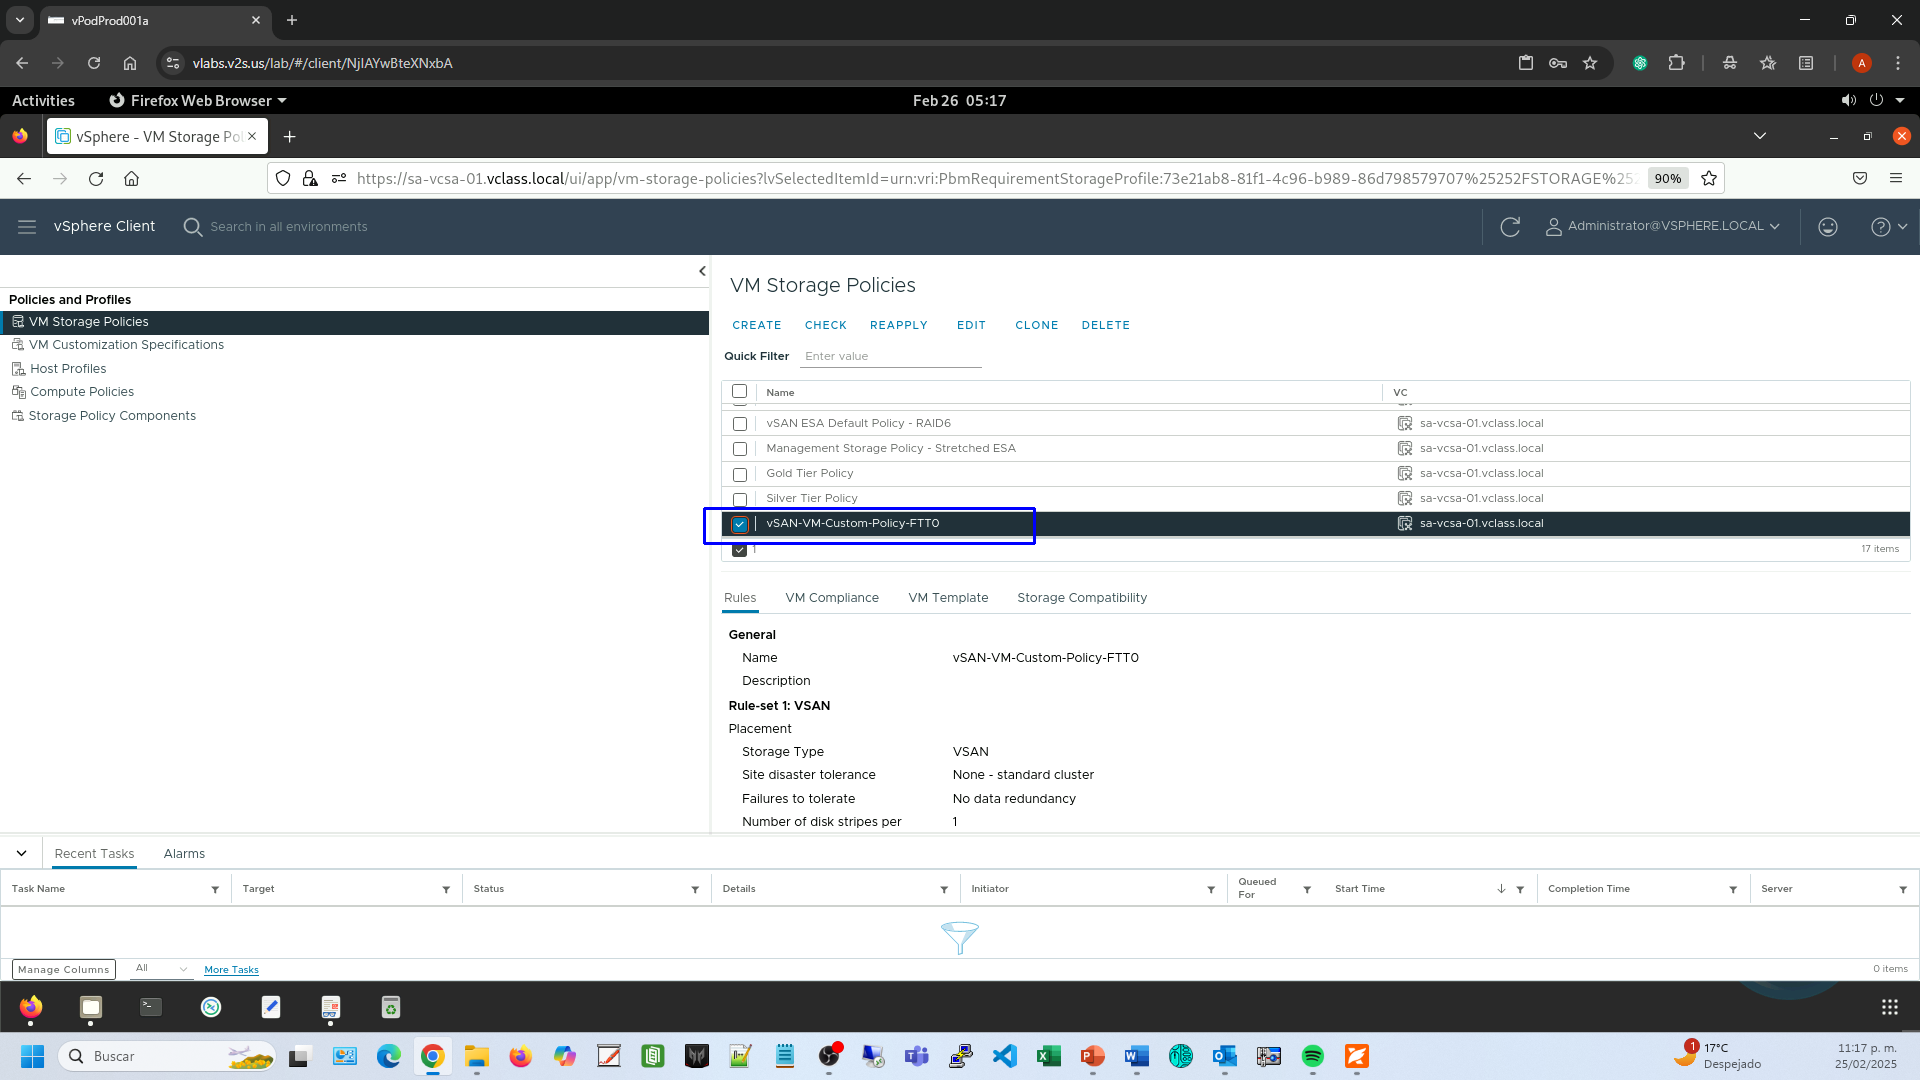 vPodProd001a
vlabs.v2s.us/lab/#/client/NjIAYwBteXNxbA
A
Activities
Firefox Web Browser
Feb 26 05:17
vSphere - VM Storage Pol
https://sa-vcsa-01.vclass.local/ui/app/vm-storage-policies?lvSelectedItemId=urn:vri:PbmRequirementStorageProfile:73e21ab8-81f1-4c96-b989-86d798579707%25252FSTORAGE%252
90%
vSphere Client
Search in all environments
Administrator@VSPHERE.LOCAL
Policies and Profiles
VM Storage Policies
VM Customization Specifications
Host Profiles
Compute Policies
Storage Policy Components
VM Storage Policies
CREATE CHECK REAPPLY EDIT CLONE DELETE
Quick Filter Enter value
Name VC
vSAN ESA Default Policy - RAID6 sa-vcsa-01.vclass.local
Management Storage Policy - Stretched ESA sa-vcsa-01.vclass.local
Gold Tier Policy sa-vcsa-01.vclass.local
Silver Tier Policy sa-vcsa-01.vclass.local
vSAN-VM-Custom-Policy-FTT0 sa-vcsa-01.vclass.local
1 17 items
Rules VM Compliance VM Template Storage Compatibility
General
Name vSAN-VM-Custom-Policy-FTT0
Description
Rule-set 1: VSAN
Placement
Storage Type VSAN
Site disaster tolerance None - standard cluster
Failures to tolerate No data redundancy
Number of disk stripes per 1
Recent Tasks Alarms
Task Name Target Status Details Initiator Queued For Start Time Completion Time Server
Manage Columns All More Tasks 0 items
Buscar
1
17°C
Despejado
11:17 p. m.
25/02/2025